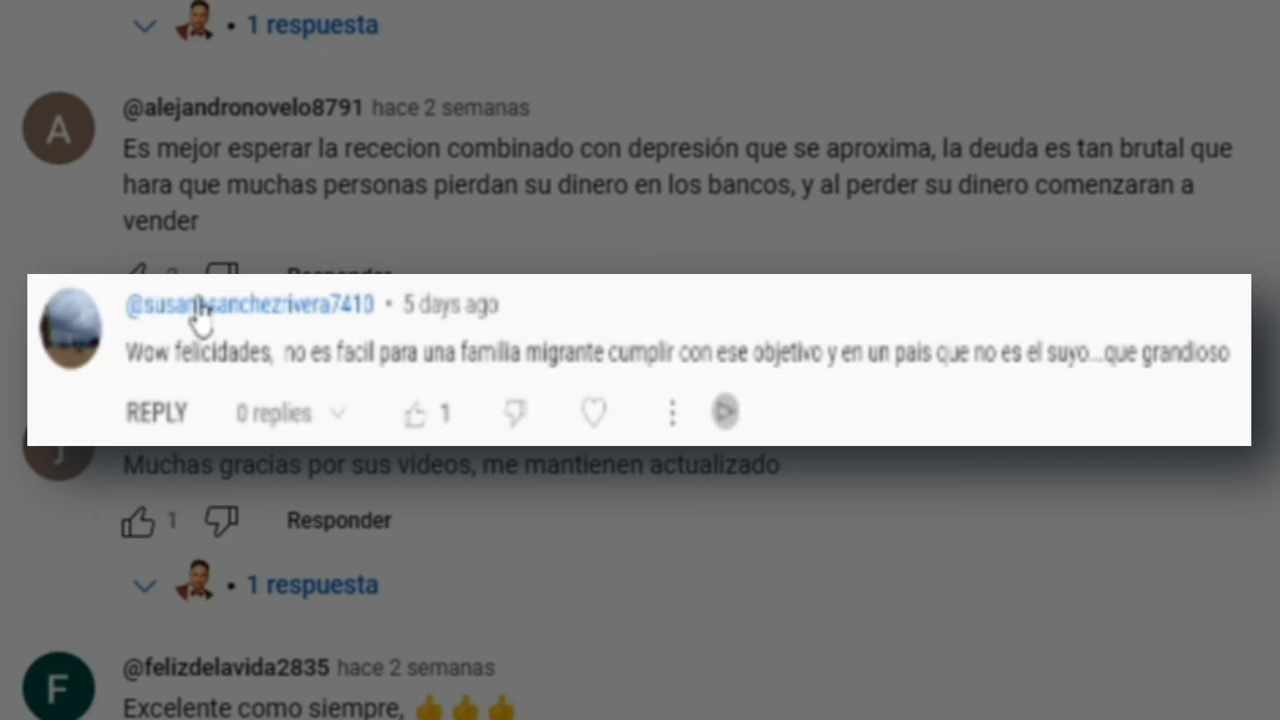 1 respuesta
A
@alejandronovelo8791 hace 2 semanas
Es mejor esperar la rececion combinado con depresión que se aproxima, la deuda es tan brutal que
hara que muchas personas pierdan su dinero en los bancos, y al perder su dinero comenzaran a
vender
• 5 days ago
Wow felicidades, no es facil para una familia migrante cumplir con ese objetivo y en un pais que no es el suyo...que grandioso
REPLY 0 replies 1
Muchas gracias por sus videos, me mantienen actualizado
1 Responder
1 respuesta
F
@felizdelavida2835 hace 2 semanas
Excelente como siempre, 👍👍👍